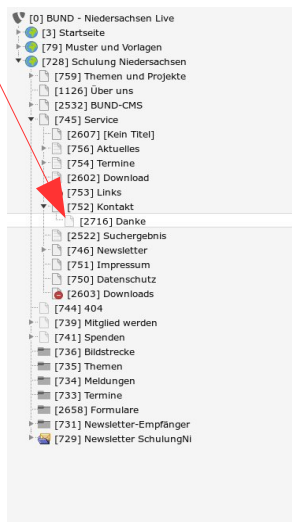 [0] BUND - Niedersachsen Live
[3] Startseite
[79] Muster und Vorlagen
[728] Schulung Niedersachsen
[759] Themen und Projekte
[1126] Über uns
[2532] BUND-CMS
[745] Service
[2607] [Kein Titel]
[756] Aktuelles
[754] Termine
[2602] Download
[753] Links
[752] Kontakt
[2716] Danke
[2522] Suchergebnis
[746] Newsletter
[751] Impressum
[750] Datenschutz
[2603] Downloads
[744] 404
[739] Mitglied werden
[741] Spenden
[736] Bildstrecke
[735] Themen
[734] Meldungen
[733] Termine
[2658] Formulare
[731] Newsletter-Empfänger
[729] Newsletter SchulungNi